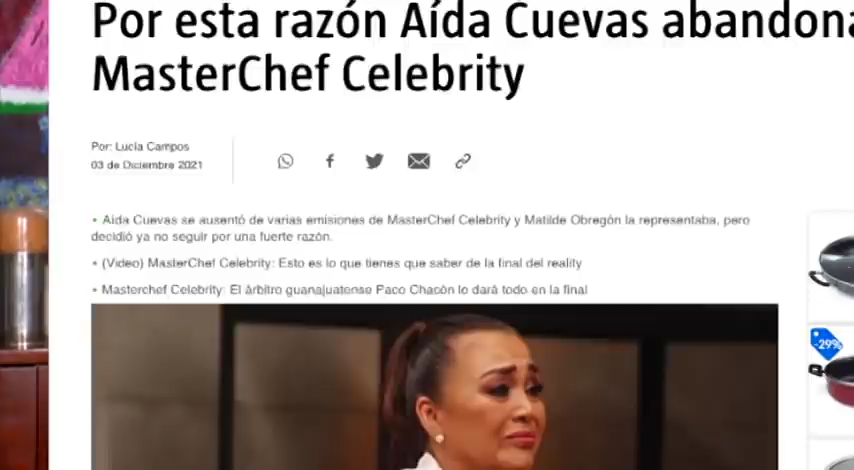 Por esta razón Aída Cuevas abandona
MasterChef Celebrity
Por: Lucía Campos
03 de Diciembre 2021
• Aída Cuevas se ausentó de varias emisiones de MasterChef Celebrity y Matilde Obregón la representaba, pero
decidió ya no seguir por una fuerte razón.
• (Video) MasterChef Celebrity: Esto es lo que tienes que saber de la final del reality
• Masterchef Celebrity: El árbitro guanajuatense Paco Chacón lo dará todo en la final
-29%